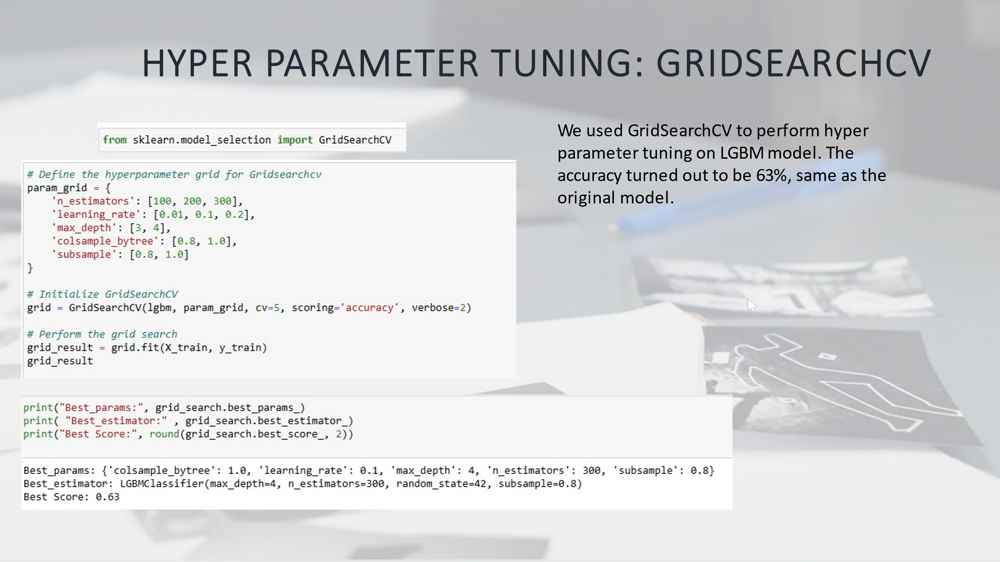 HYPER PARAMETER TUNING: GRIDSEARCHCV
from sklearn.model_selection import GridSearchCV
# Define the hyperparameter grid for Gridsearchcv
param_grid = {
    'n_estimators': [100, 200, 300],
    'learning_rate': [0.01, 0.1, 0.2],
    'max_depth': [3, 4],
    'colsample_bytree': [0.8, 1.0],
    'subsample': [0.8, 1.0]
}
# Initialize GridSearchCV
grid = GridSearchCV(lgbm, param_grid, cv=5, scoring='accuracy', verbose=2)
# Perform the grid search
grid_result = grid.fit(X_train, y_train)
grid_result
We used GridSearchCV to perform hyper
parameter tuning on LGBM model. The
accuracy turned out to be 63%, same as the
original model.
print("Best_params:", grid_search.best_params_)
print( "Best_estimator:" , grid_search.best_estimator_)
print("Best Score:", round(grid_search.best_score_, 2))
Best_params: {'colsample_bytree': 1.0, 'learning_rate': 0.1, 'max_depth': 4, 'n_estimators': 300, 'subsample': 0.8}
Best_estimator: LGBMClassifier(max_depth=4, n_estimators=300, random_state=42, subsample=0.8)
Best Score: 0.63